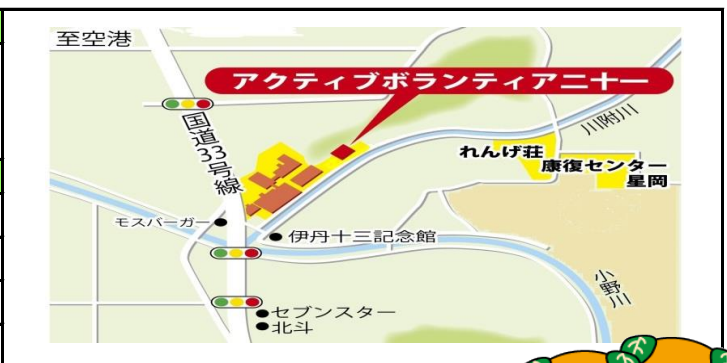 至空港
アクティブボランティア二十一
国道33号線
川附川
れんげ荘
康復センター
星岡
モスバーガー
伊丹十三記念館
小野川
セブンスター
北斗